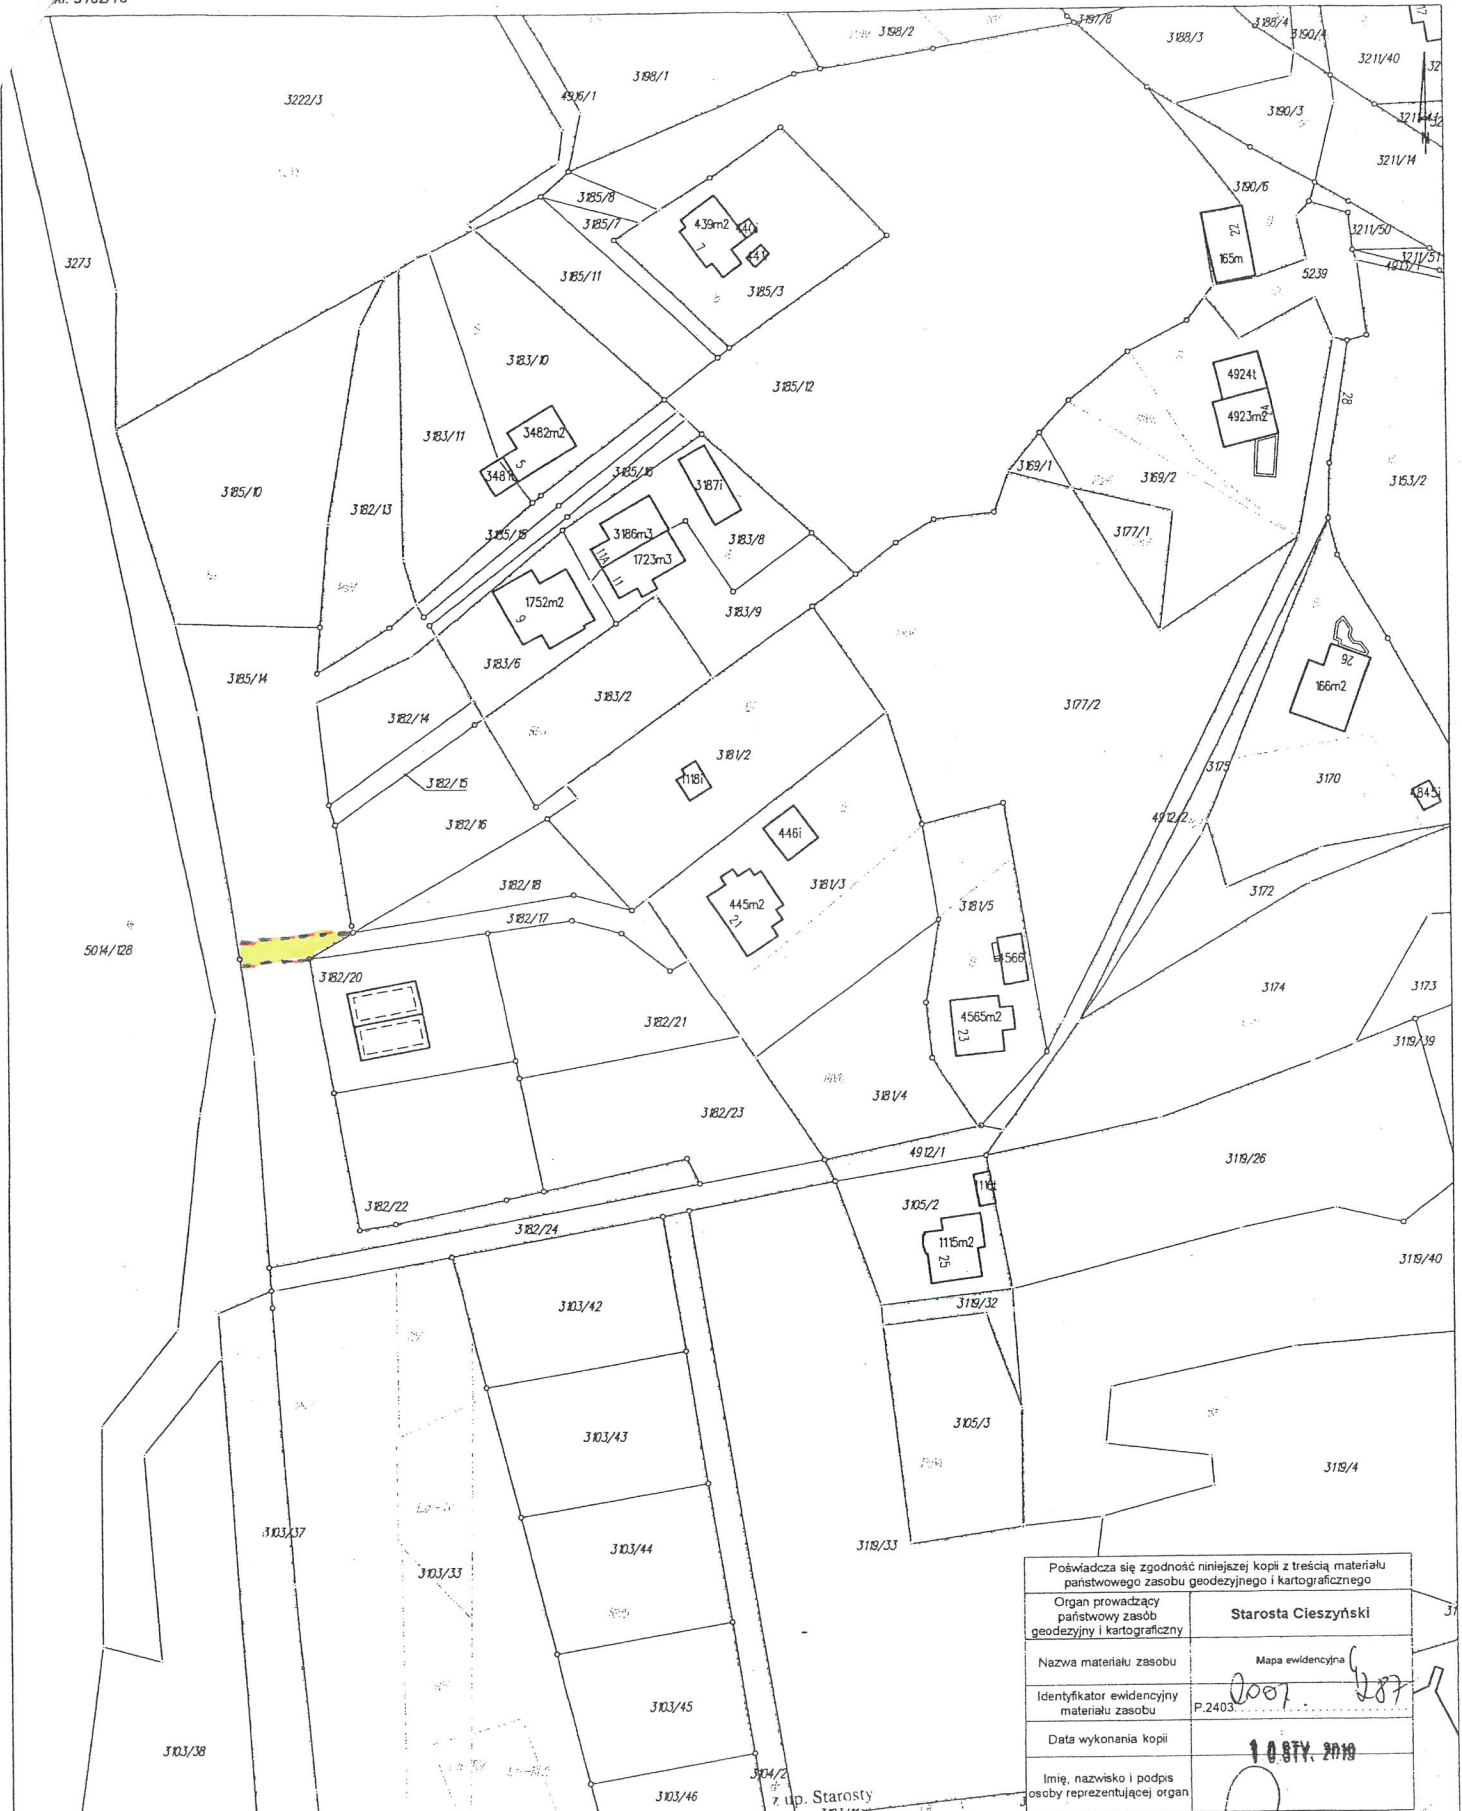 3197/8
3188/4
3198/2
3188/3
3190/4
3211/40
3198/1
3222/3
4916/1
3190/3
3211/14
3190/6
3185/8
3185/7
439m2
7
440i
441i
3211/50
3211/51
22
165m
5239
3273
3185/11
3185/3
3183/10
3185/12
4924t
4923m2
28
3183/11
3482m2
5
3169/1
3169/2
3153/2
3185/16
3187i
3185/10
3182/13
3185/15
3186m3
11A
1723m3
11
3183/8
3177/1
1752m2
9
3183/9
3183/6
3185/14
3183/2
26
166m2
3182/14
3177/2
3181/2
1118i
3175
3170
3182/15
4845i
3182/16
446i
4912/2
3182/18
3181/3
3172
445m2
21
3182/17
3181/5
5014/128
4566
3182/20
3174
3173
3182/21
4565m2
23
3119/39
3181/4
3182/23
4912/1
3119/26
3182/22
3105/2
3182/24
1115m2
25
3119/40
3119/32
3103/42
3105/3
3103/43
3119/4
3103/37
3103/44
3119/33
3103/33
3103/45
3103/38
3104/2
3103/46
z up. Starosty
Poświadcza się zgodność niniejszej kopii z treścią materiału
państwowego zasobu geodezyjnego i kartograficznego
Organ prowadzący
państwowy zasób
geodezyjny i kartograficzny
Starosta Cieszyński
Nazwa materiału zasobu
Mapa ewidencyjna
Identyfikator ewidencyjny
materiału zasobu
P.2403.
Data wykonania kopii
Imię, nazwisko i podpis
osoby reprezentującej organ